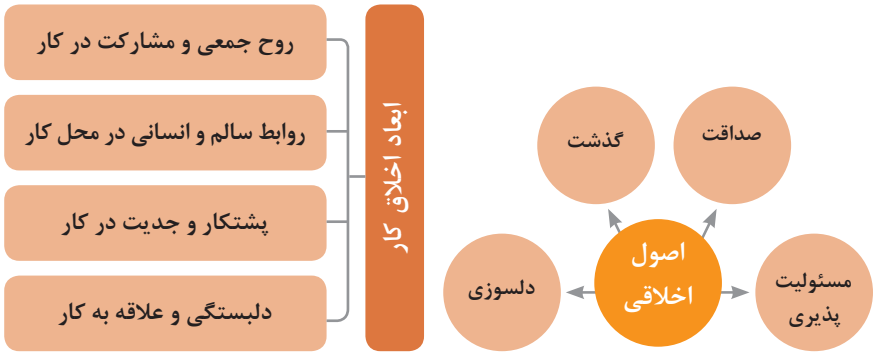 صداقت
گذشت
اصول
اخلاقی
مسئولیت
پذیری
دلسوزی
ابعاد اخلاق کار
روح جمعی و مشارکت در کار
روابط سالم و انسانی در محل کار
پشتکار و جدیت در کار
دلبستگی و علاقه به کار